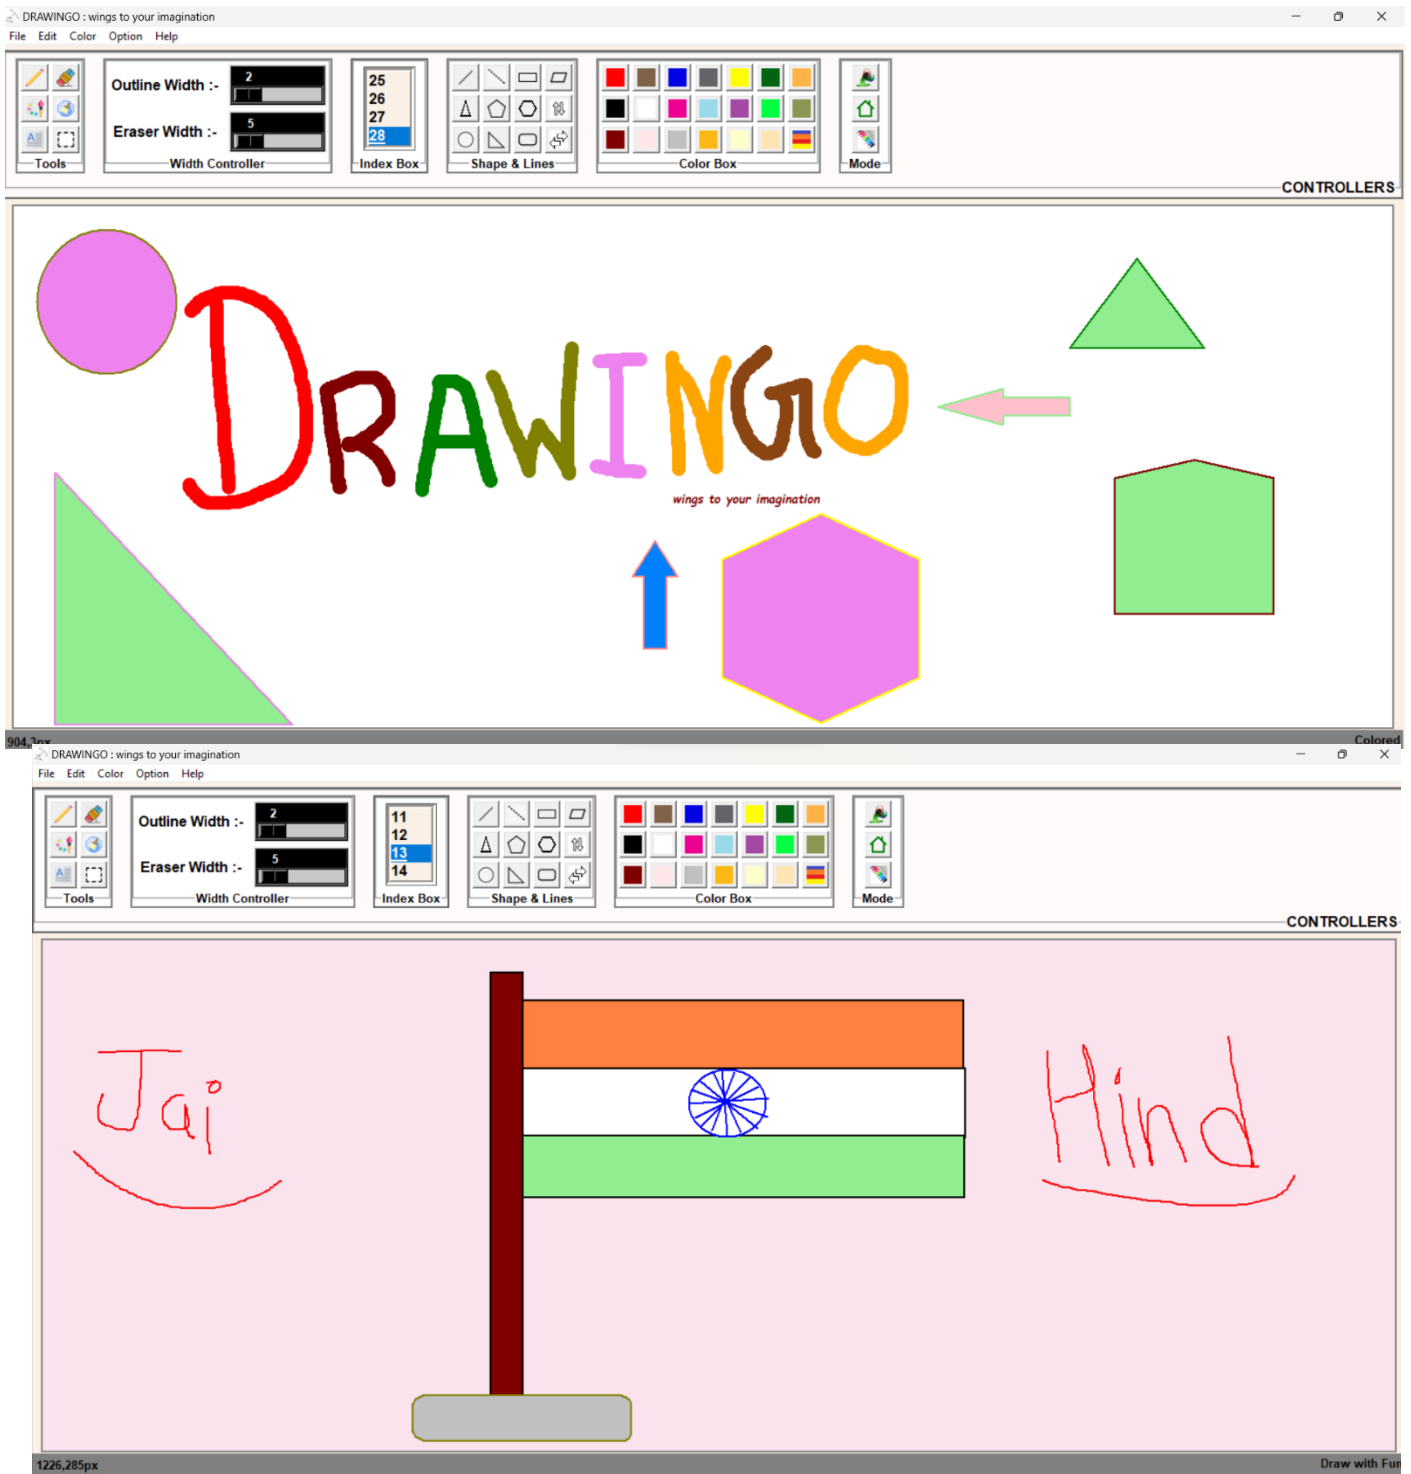 DRAWINGO : wings to your imagination
File Edit Color Option Help
Outline Width :- 2
Eraser Width :- 5
25
26
27
28
Tools Width Controller Index Box Shape & Lines Color Box Mode
CONTROLLERS
DRAWINGO
wings to your imagination
904,3px Colored
DRAWINGO : wings to your imagination
File Edit Color Option Help
Outline Width :- 2
Eraser Width :- 5
11
12
13
14
Tools Width Controller Index Box Shape & Lines Color Box Mode
CONTROLLERS
Jai Hind
1226,285px Draw with Fun